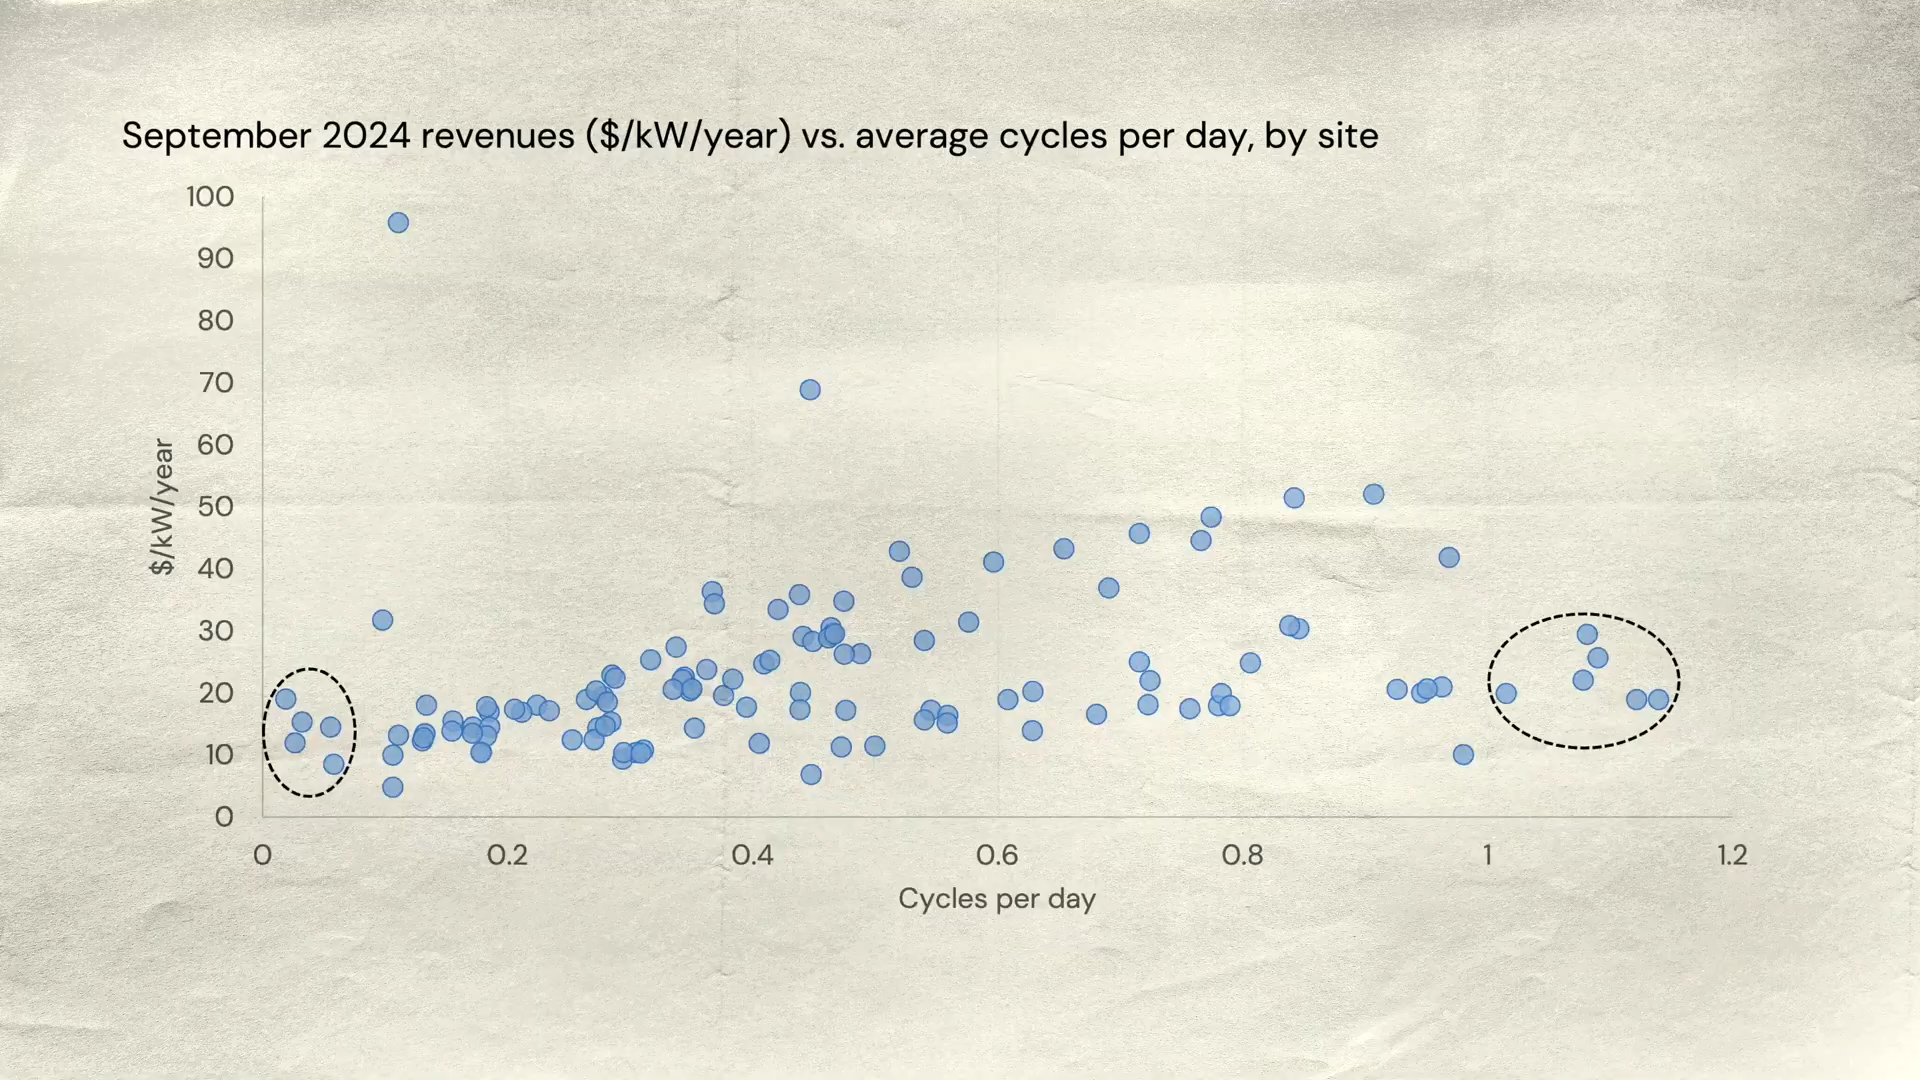 September 2024 revenues ($/kW/year) vs. average cycles per day, by site
100
90
80
70
60
50
40
30
20
10
0
$/kW/year
0 0.2 0.4 0.6 0.8 1 1.2
Cycles per day